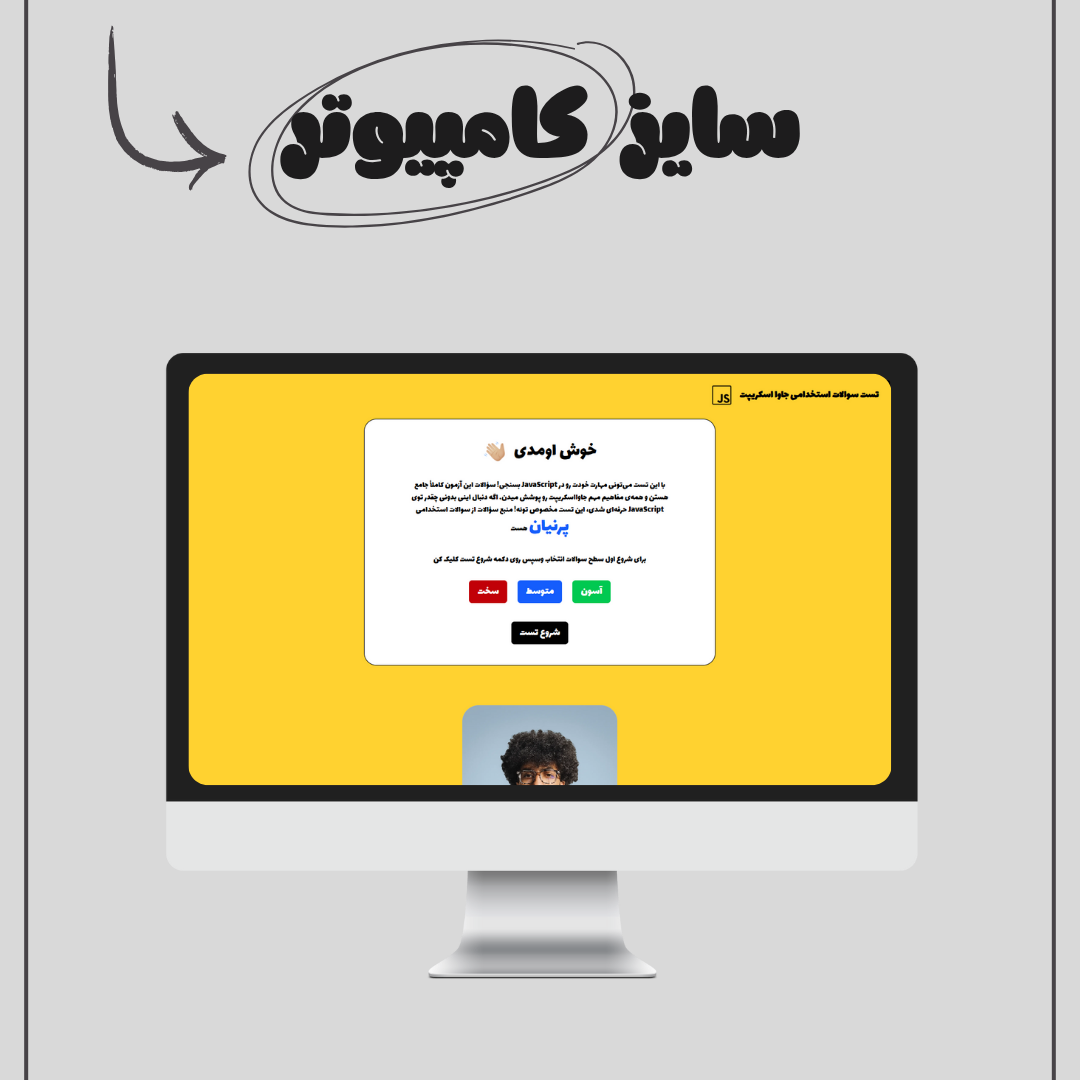 سایز کامپیوتر
تست سوالات استخدامی جاوا اسکریپت
JS
خوش اومدی 👋🏼
با این تست می‌تونی مهارت خودت رو در JavaScript بسنجی! سؤالات این آزمون کاملاً جامع
هستن و همه‌ی مفاهیم مهم جاوااسکریپت رو پوشش میدن. اگه دنبال اینی بدونی چقدر توی
JavaScript حرفه‌ای شدی، این تست مخصوص توئه! منبع سؤالات از سوالات استخدامی
پرنیان هست
برای شروع اول سطح سوالات انتخاب وسپس روی دکمه شروع تست کلیک کن
آسون
متوسط
سخت
شروع تست